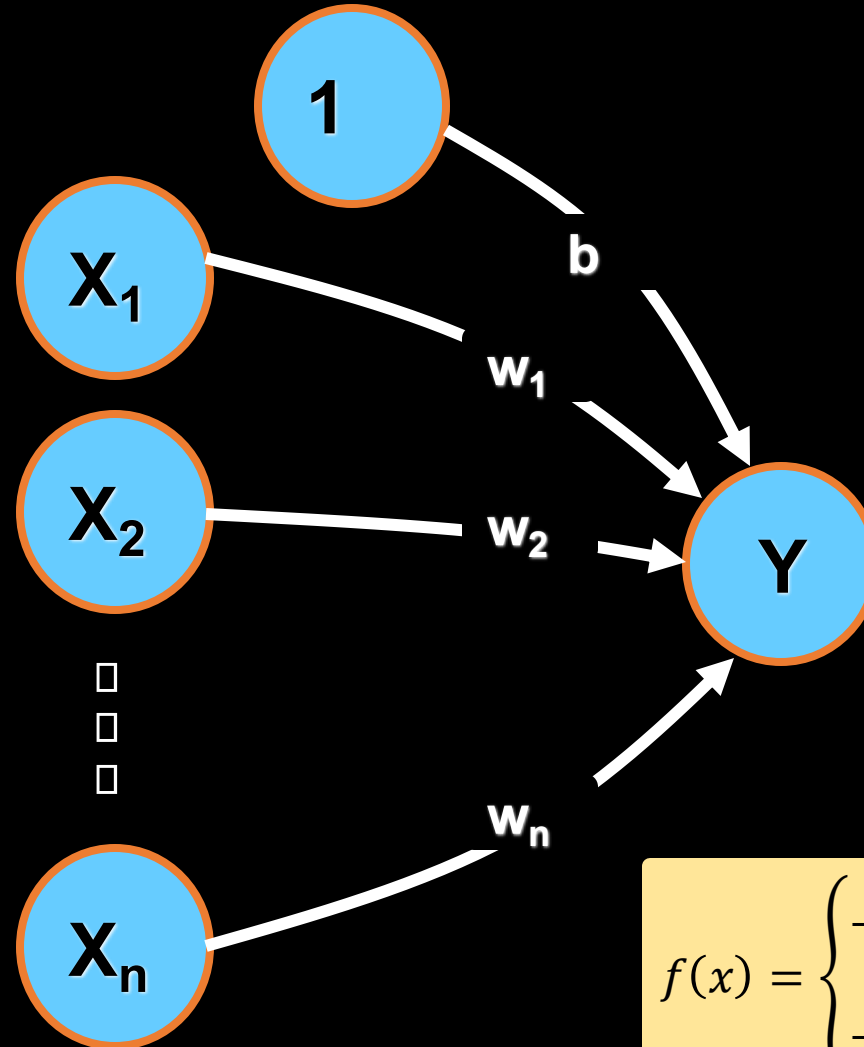 1
b
X₁
w₁
X₂
w₂
Y
wₙ
Xₙ
f(x) = {